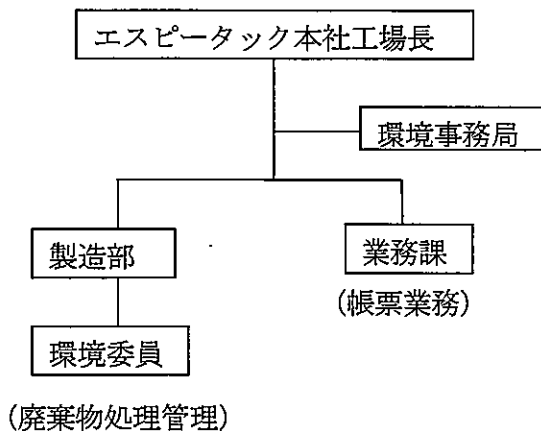 エスピータック本社工場長
環境事務局
製造部
業務課
(帳票業務)
環境委員
(廃棄物処理管理)